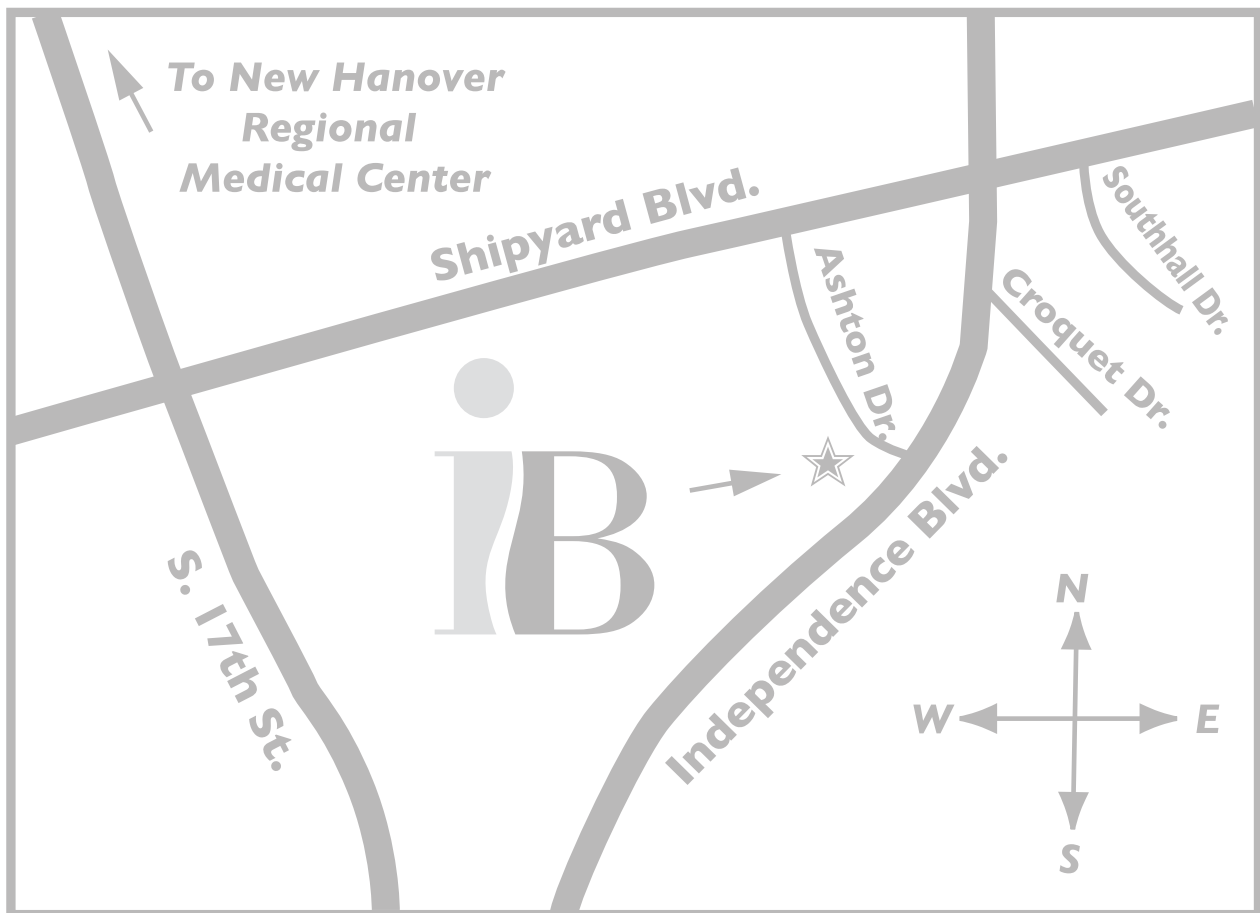 To New Hanover
Regional
Medical Center
Shipyard Blvd.
Southhall Dr.
Ashton Dr.
Croquet Dr.
iB
Independence Blvd.
S. 17th St.
N
W
E
S